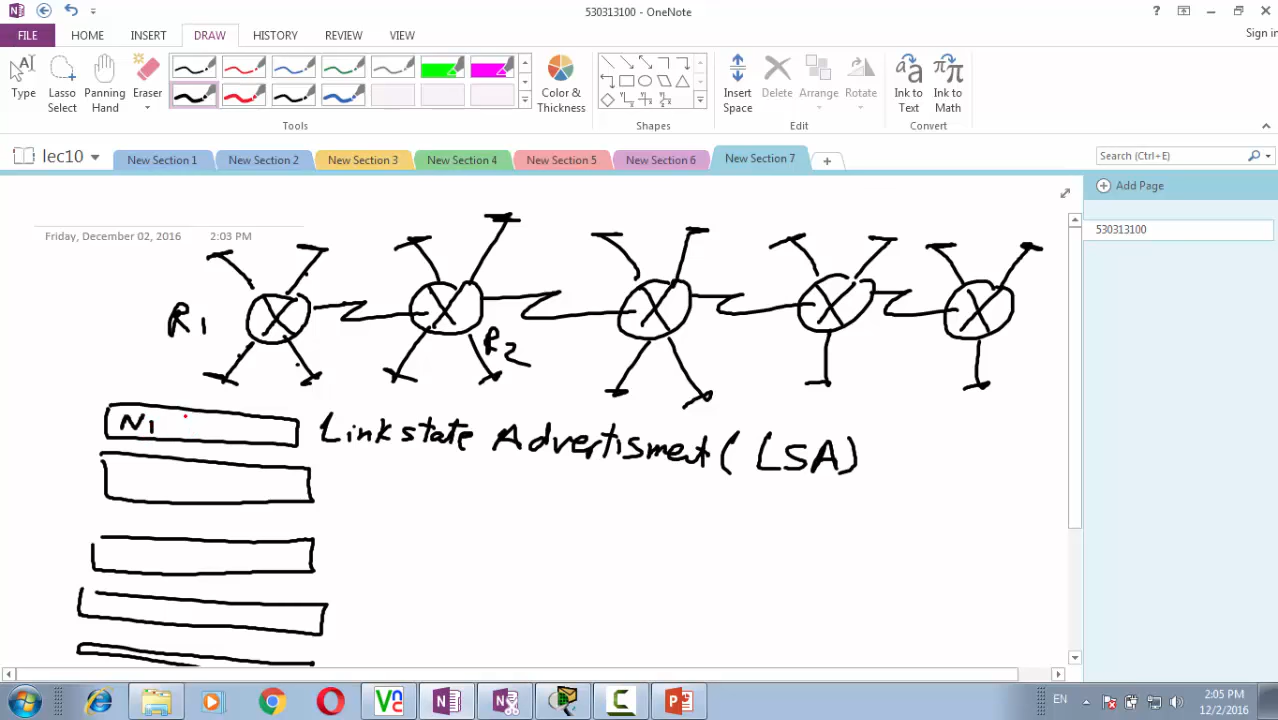 530313100 - OneNote
Sign in
FILE HOME INSERT DRAW HISTORY REVIEW VIEW
Type
Lasso Select
Panning Hand
Eraser
Color & Thickness
Insert Space
Delete
Arrange
Rotate
Ink to Text
Ink to Math
Tools
Shapes
Edit
Convert
lec10
New Section 1
New Section 2
New Section 3
New Section 4
New Section 5
New Section 6
New Section 7
Search (Ctrl+E)
Add Page
530313100
Friday, December 02, 2016 2:03 PM
R1
R2
N1
Linkstate Advertisment (LSA)
EN
2:05 PM
12/2/2016